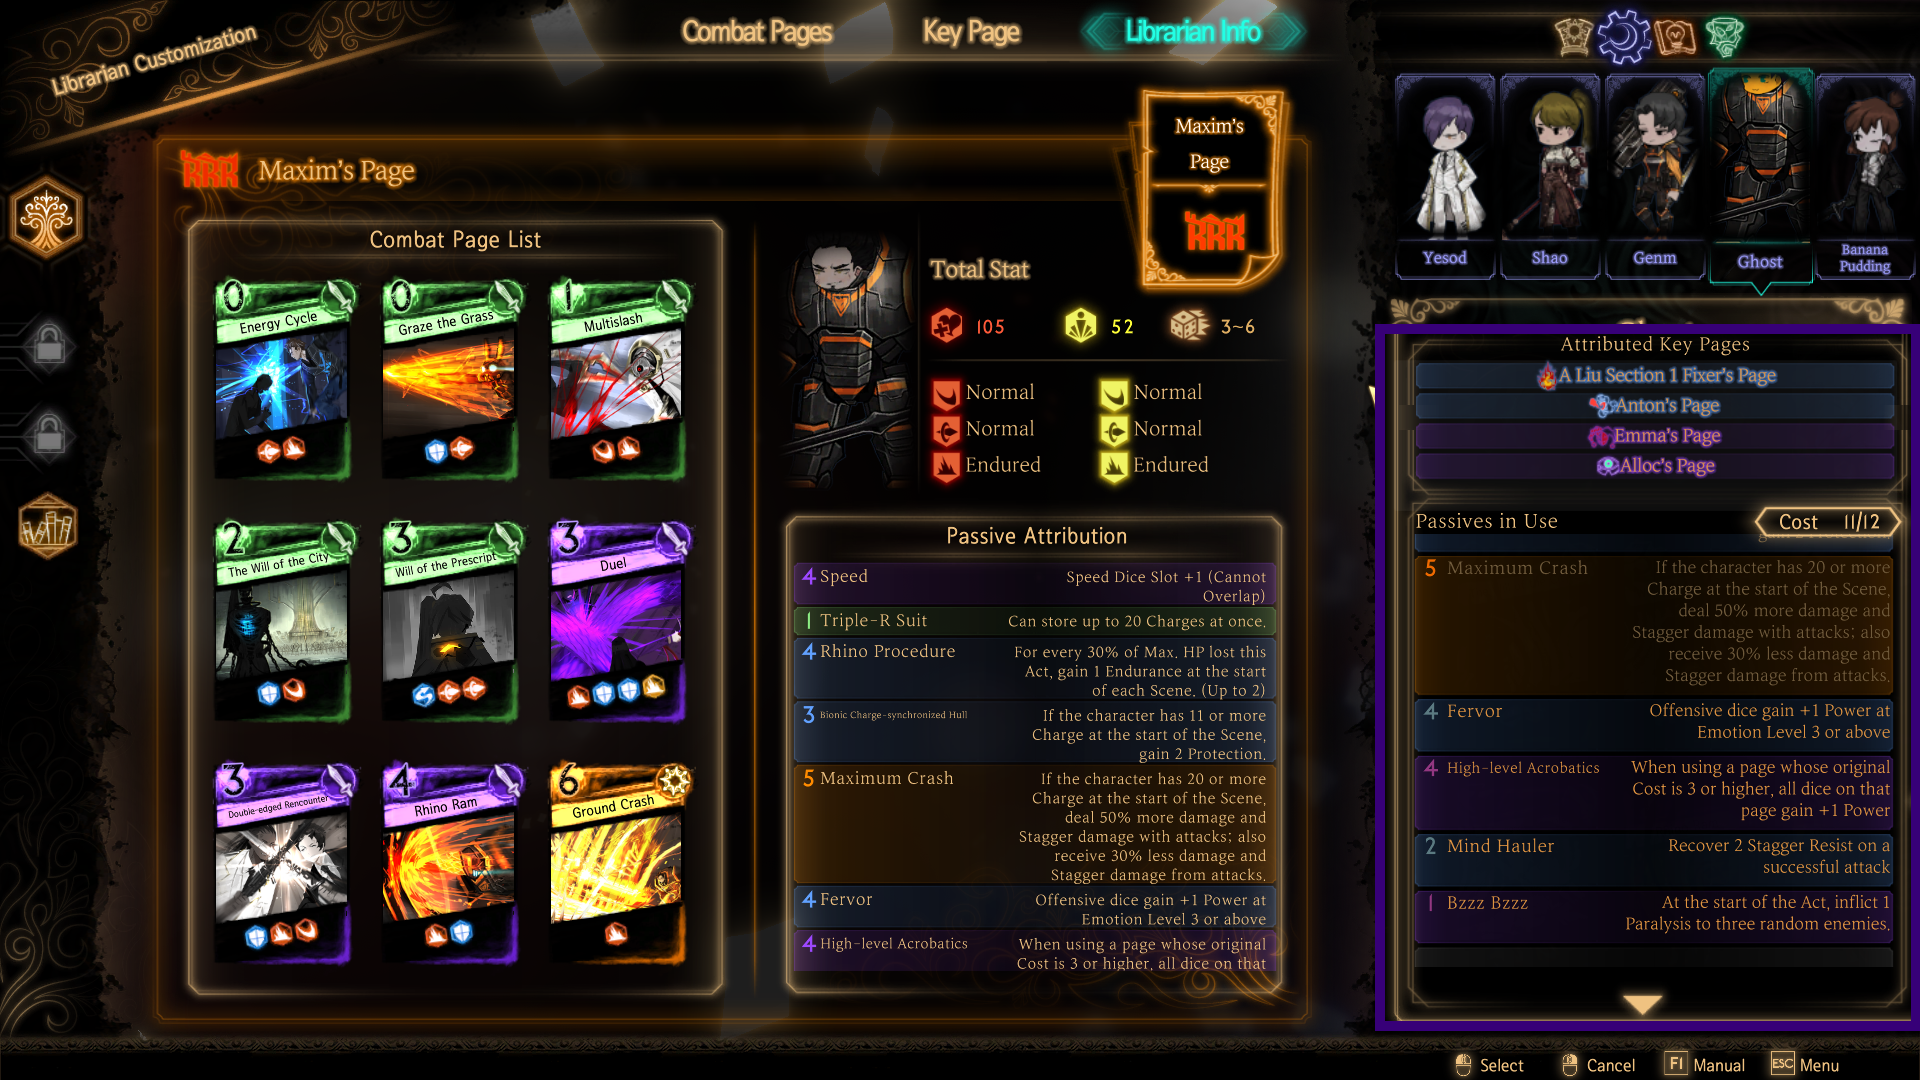 Librarian Customization
Combat Pages
Key Page
Librarian Info
Maxim's Page
Maxim's
Page
Combat Page List
0
Energy Cycle
0
Graze the Grass
1
Multislash
2
The Will of the City
3
Will of the Prescript
3
Duel
3
Double-edged Rencounter
4
Rhino Ram
6
Ground Crash
Total Stat
105
52
3~6
Normal
Normal
Normal
Normal
Endured
Endured
Passive Attribution
4 Speed
Speed Dice Slot +1 (Cannot
Overlap)
1 Triple-R Suit
Can store up to 20 Charges at once.
4 Rhino Procedure
For every 30% of Max. HP lost this
Act, gain 1 Endurance at the start
of each Scene. (Up to 2)
3 Bionic Charge-synchronized Hull
If the character has 11 or more
Charge at the start of the Scene,
gain 2 Protection.
5 Maximum Crash
If the character has 20 or more
Charge at the start of the Scene,
deal 50% more damage and
Stagger damage with attacks; also
receive 30% less damage and
Stagger damage from attacks.
4 Fervor
Offensive dice gain +1 Power at
Emotion Level 3 or above
4 High-level Acrobatics
When using a page whose original
Cost is 3 or higher, all dice on that
Yesod
Shao
Genm
Ghost
Banana
Pudding
Attributed Key Pages
A Liu Section 1 Fixer's Page
Anton's Page
Emma's Page
Alloc's Page
Passives in Use
Cost 11/12
5 Maximum Crash
If the character has 20 or more
Charge at the start of the Scene,
deal 50% more damage and
Stagger damage with attacks; also
receive 30% less damage and
Stagger damage from attacks.
4 Fervor
Offensive dice gain +1 Power at
Emotion Level 3 or above
4 High-level Acrobatics
When using a page whose original
Cost is 3 or higher, all dice on that
page gain +1 Power
2 Mind Hauler
Recover 2 Stagger Resist on a
successful attack
1 Bzzz Bzzz
At the start of the Act, inflict 1
Paralysis to three random enemies.
Select
Cancel
F1 Manual
ESC Menu